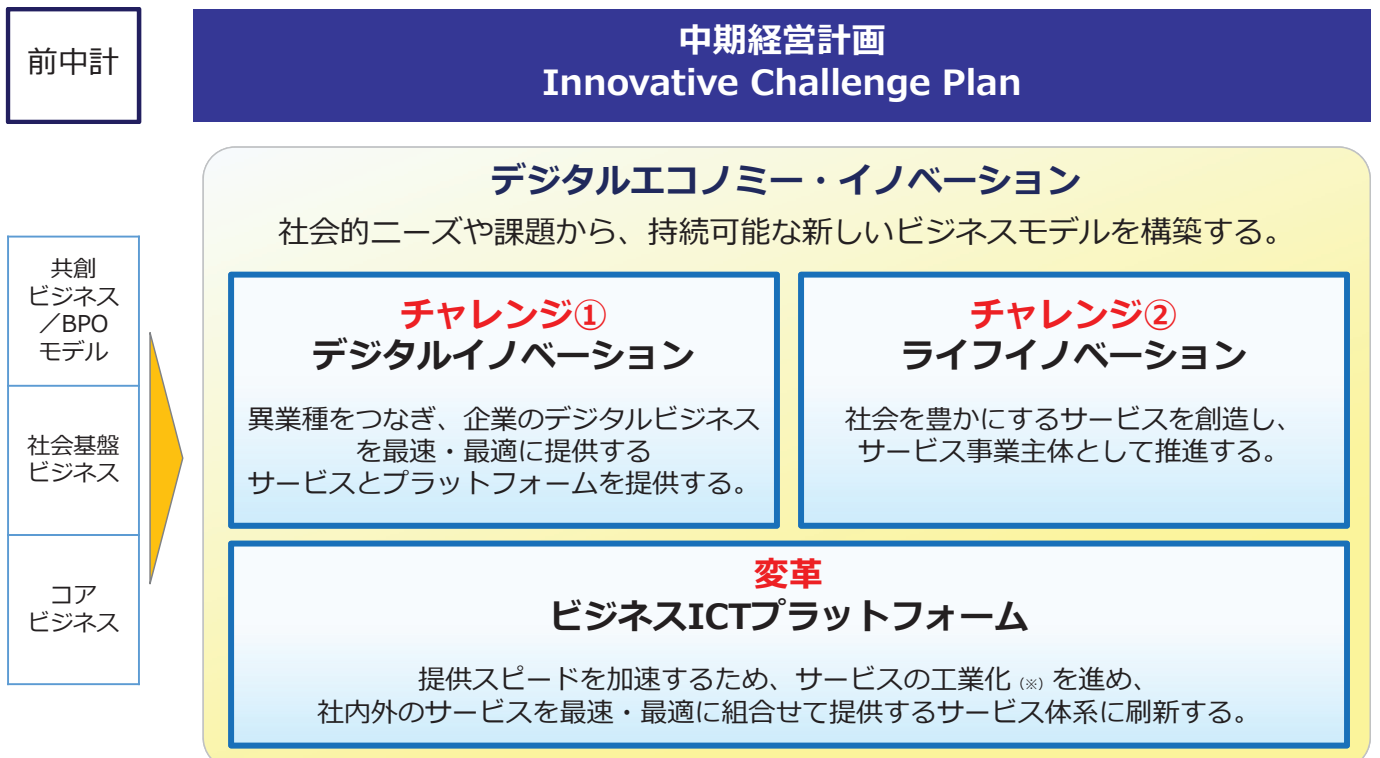 前中計
中期経営計画
Innovative Challenge Plan
共創
ビジネス
／BPO
モデル
社会基盤
ビジネス
コア
ビジネス
デジタルエコノミー・イノベーション
社会的ニーズや課題から、持続可能な新しいビジネスモデルを構築する。
チャレンジ①
デジタルイノベーション
異業種をつなぎ、企業のデジタルビジネス
を最速・最適に提供する
サービスとプラットフォームを提供する。
チャレンジ②
ライフイノベーション
社会を豊かにするサービスを創造し、
サービス事業主体として推進する。
変革
ビジネスICTプラットフォーム
提供スピードを加速するため、サービスの工業化（※）を進め、
社内外のサービスを最速・最適に組合せて提供するサービス体系に刷新する。